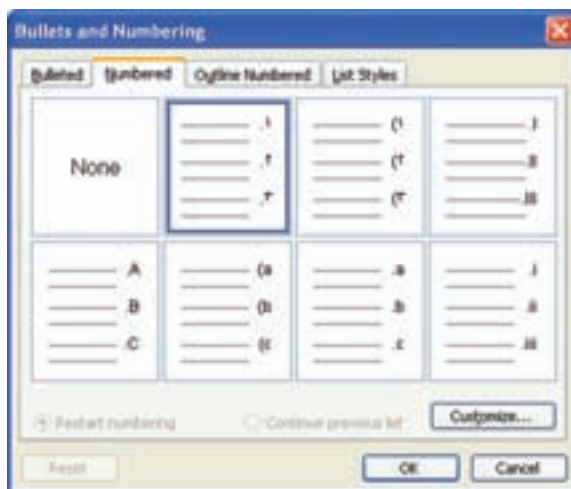 Bullets and Numbering
Bulleted Numbered Outline Numbered List Styles
None
.١ (١ .I
.٢ (٢ .II
.٣ (٣ .III
.A (a .a .i
.B (b .b .ii
.C (c .c .iii
Restart numbering Continue previous list Customize...
Reset OK Cancel